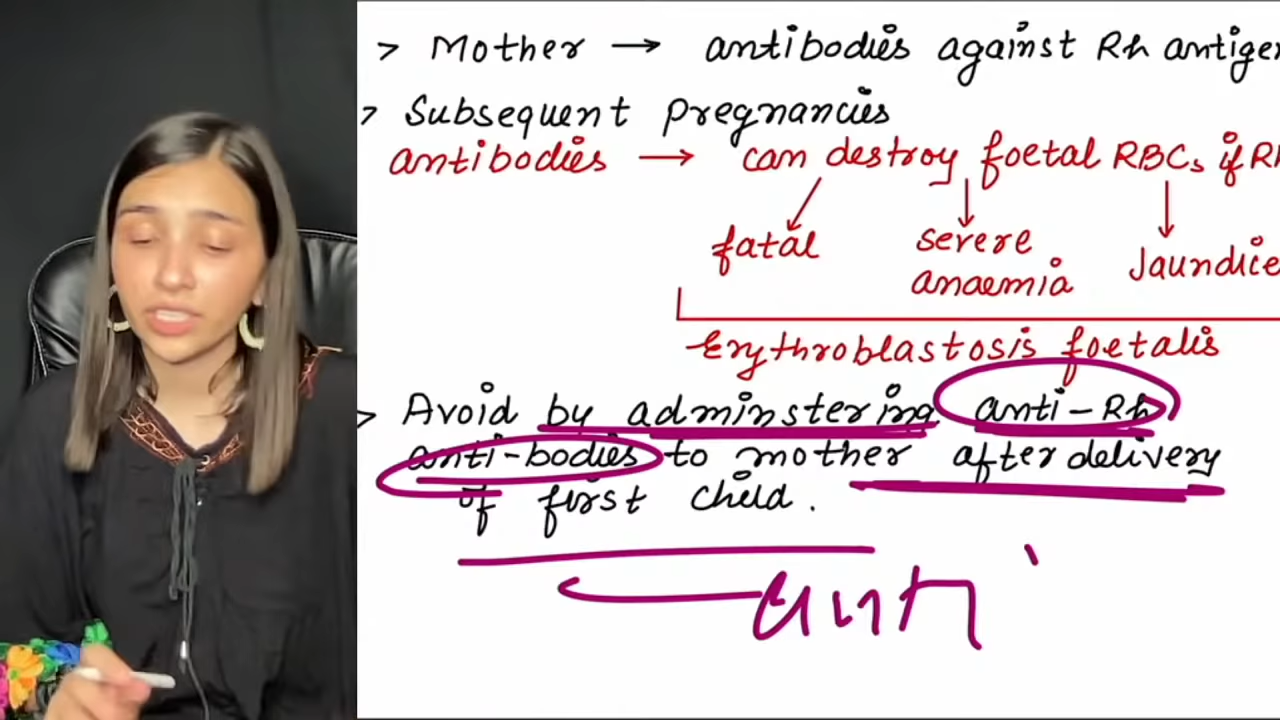 > Mother → antibodies against Rh antigen
> Subsequent pregnancies
antibodies → can destroy foetal RBCs if Rh
fatal severe anaemia Jaundice
Erythroblastosis foetalis
> Avoid by adminstering anti-Rh
anti-bodies to mother after delivery
of first child.
anti